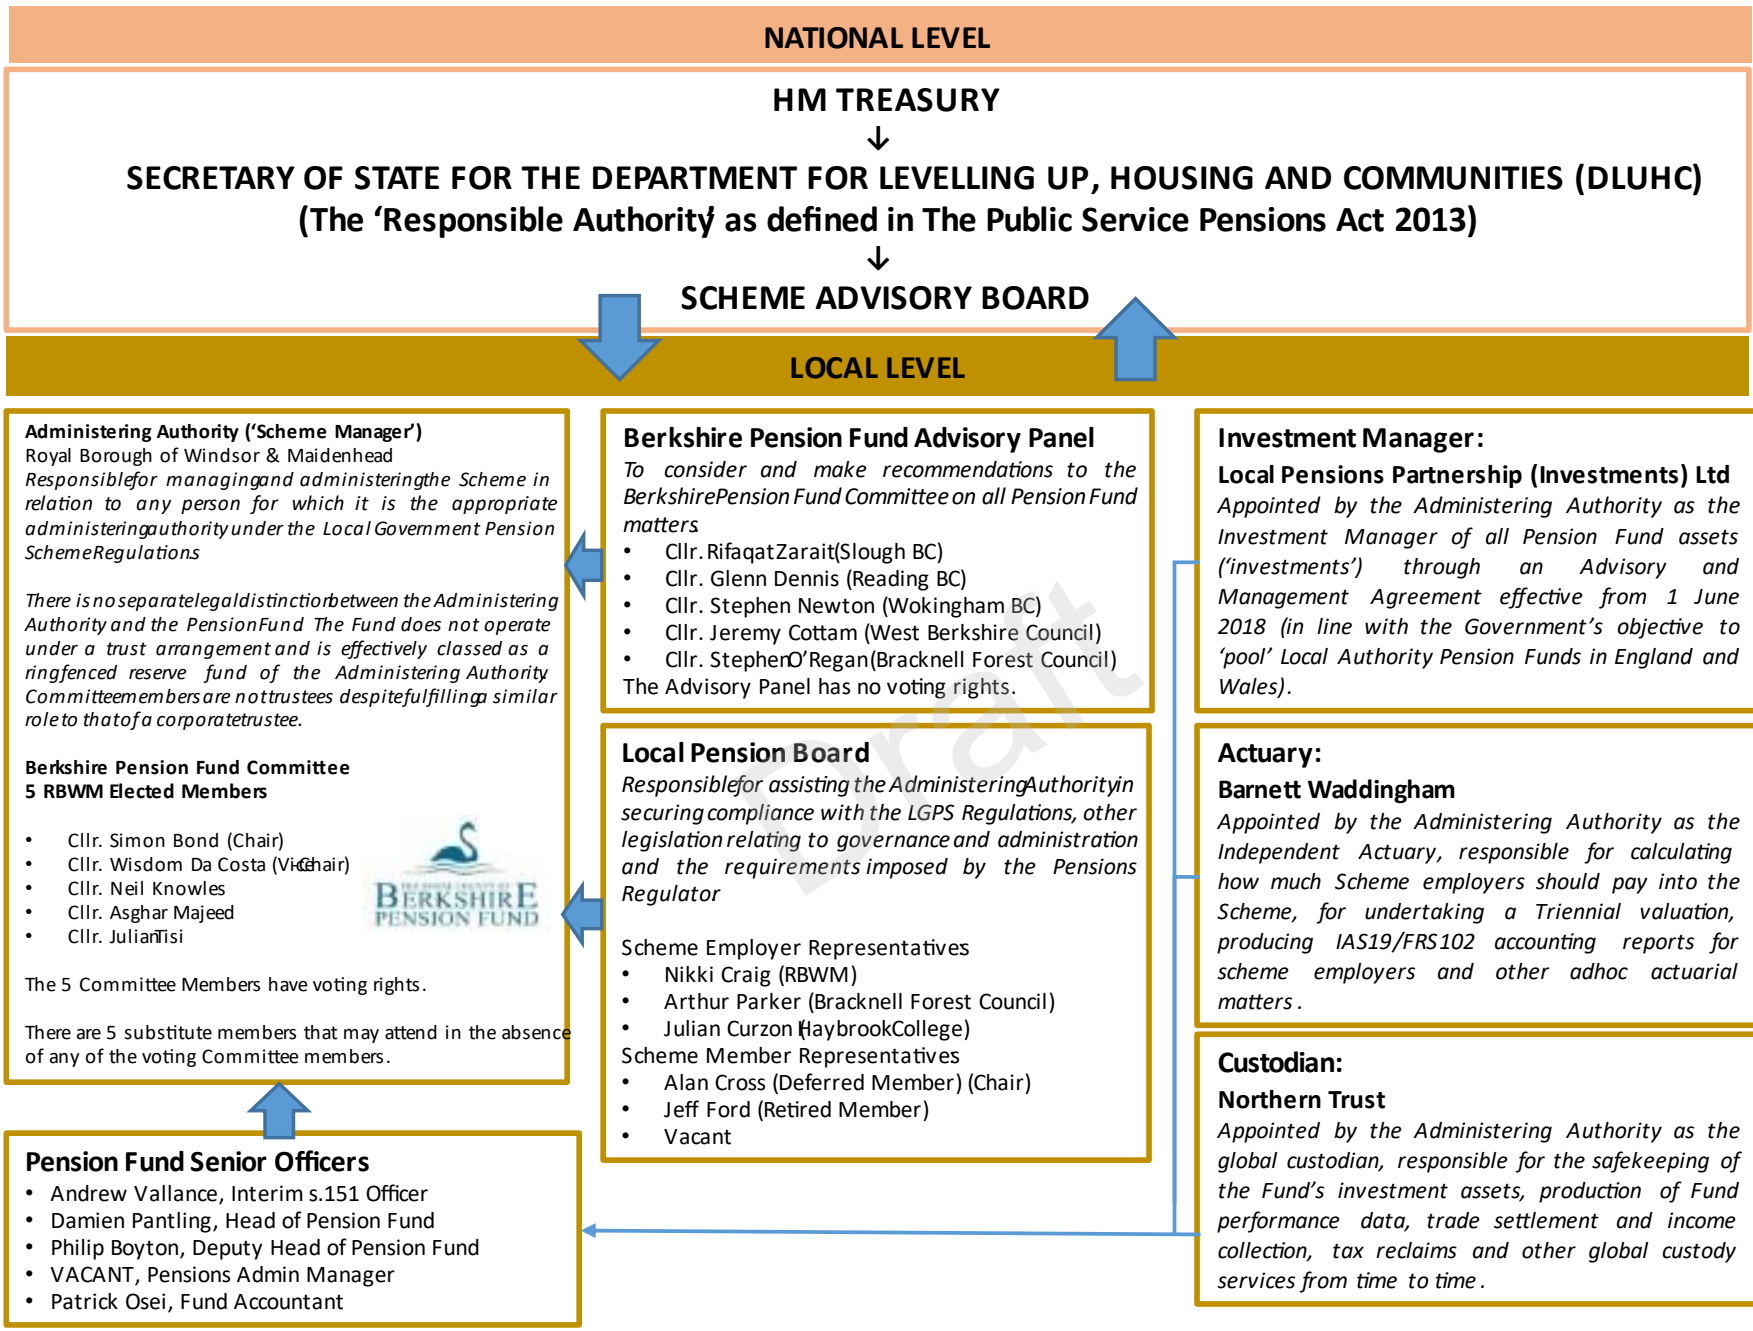 NATIONAL LEVEL
HM TREASURY
↓
SECRETARY OF STATE FOR THE DEPARTMENT FOR LEVELLING UP, HOUSING AND COMMUNITIES (DLUHC)
(The ‘Responsible Authority’ as defined in The Public Service Pensions Act 2013)
↓
SCHEME ADVISORY BOARD
LOCAL LEVEL
Administering Authority (‘Scheme Manager’)
Royal Borough of Windsor & Maidenhead
Responsible for managing and administering the Scheme in
relation to any person for which it is the appropriate
administering authority under the Local Government Pension
Scheme Regulations
There is no separate legal distinction between the Administering
Authority and the Pension Fund The Fund does not operate
under a trust arrangement and is effectively classed as a
ringfenced reserve fund of the Administering Authority.
Committee members are not trustees despite fulfilling a similar
role to that of a corporate trustee.
Berkshire Pension Fund Committee
5 RBWM Elected Members
• Cllr. Simon Bond (Chair)
• Cllr. Wisdom Da Costa (Vice-Chair)
• Cllr. Neil Knowles
• Cllr. Asghar Majeed
• Cllr. Julian Tisi
BERKSHIRE
PENSION FUND
The 5 Committee Members have voting rights.
There are 5 substitute members that may attend in the absence
of any of the voting Committee members.
Pension Fund Senior Officers
• Andrew Vallance, Interim s.151 Officer
• Damien Pantling, Head of Pension Fund
• Philip Boyton, Deputy Head of Pension Fund
• VACANT, Pensions Admin Manager
• Patrick Osei, Fund Accountant
Berkshire Pension Fund Advisory Panel
To consider and make recommendations to the
Berkshire Pension Fund Committee on all Pension Fund
matters.
• Cllr. Rifaqat Zarait (Slough BC)
• Cllr. Glenn Dennis (Reading BC)
• Cllr. Stephen Newton (Wokingham BC)
• Cllr. Jeremy Cottam (West Berkshire Council)
• Cllr. Stephen O’Regan (Bracknell Forest Council)
The Advisory Panel has no voting rights.
Local Pension Board
Responsible for assisting the Administering Authority in
securing compliance with the LGPS Regulations, other
legislation relating to governance and administration
and the requirements imposed by the Pensions
Regulator
Scheme Employer Representatives
• Nikki Craig (RBWM)
• Arthur Parker (Bracknell Forest Council)
• Julian Curzon (Haybrook College)
Scheme Member Representatives
• Alan Cross (Deferred Member) (Chair)
• Jeff Ford (Retired Member)
• Vacant
Investment Manager:
Local Pensions Partnership (Investments) Ltd
Appointed by the Administering Authority as the
Investment Manager of all Pension Fund assets
(‘investments’) through an Advisory and
Management Agreement effective from 1 June
2018 (in line with the Government’s objective to
‘pool’ Local Authority Pension Funds in England and
Wales).
Actuary:
Barnett Waddingham
Appointed by the Administering Authority as the
Independent Actuary, responsible for calculating
how much Scheme employers should pay into the
Scheme, for undertaking a Triennial valuation,
producing IAS19/FRS102 accounting reports for
scheme employers and other adhoc actuarial
matters.
Custodian:
Northern Trust
Appointed by the Administering Authority as the
global custodian, responsible for the safekeeping of
the Fund’s investment assets, production of Fund
performance data, trade settlement and income
collection, tax reclaims and other global custody
services from time to time.
Draft